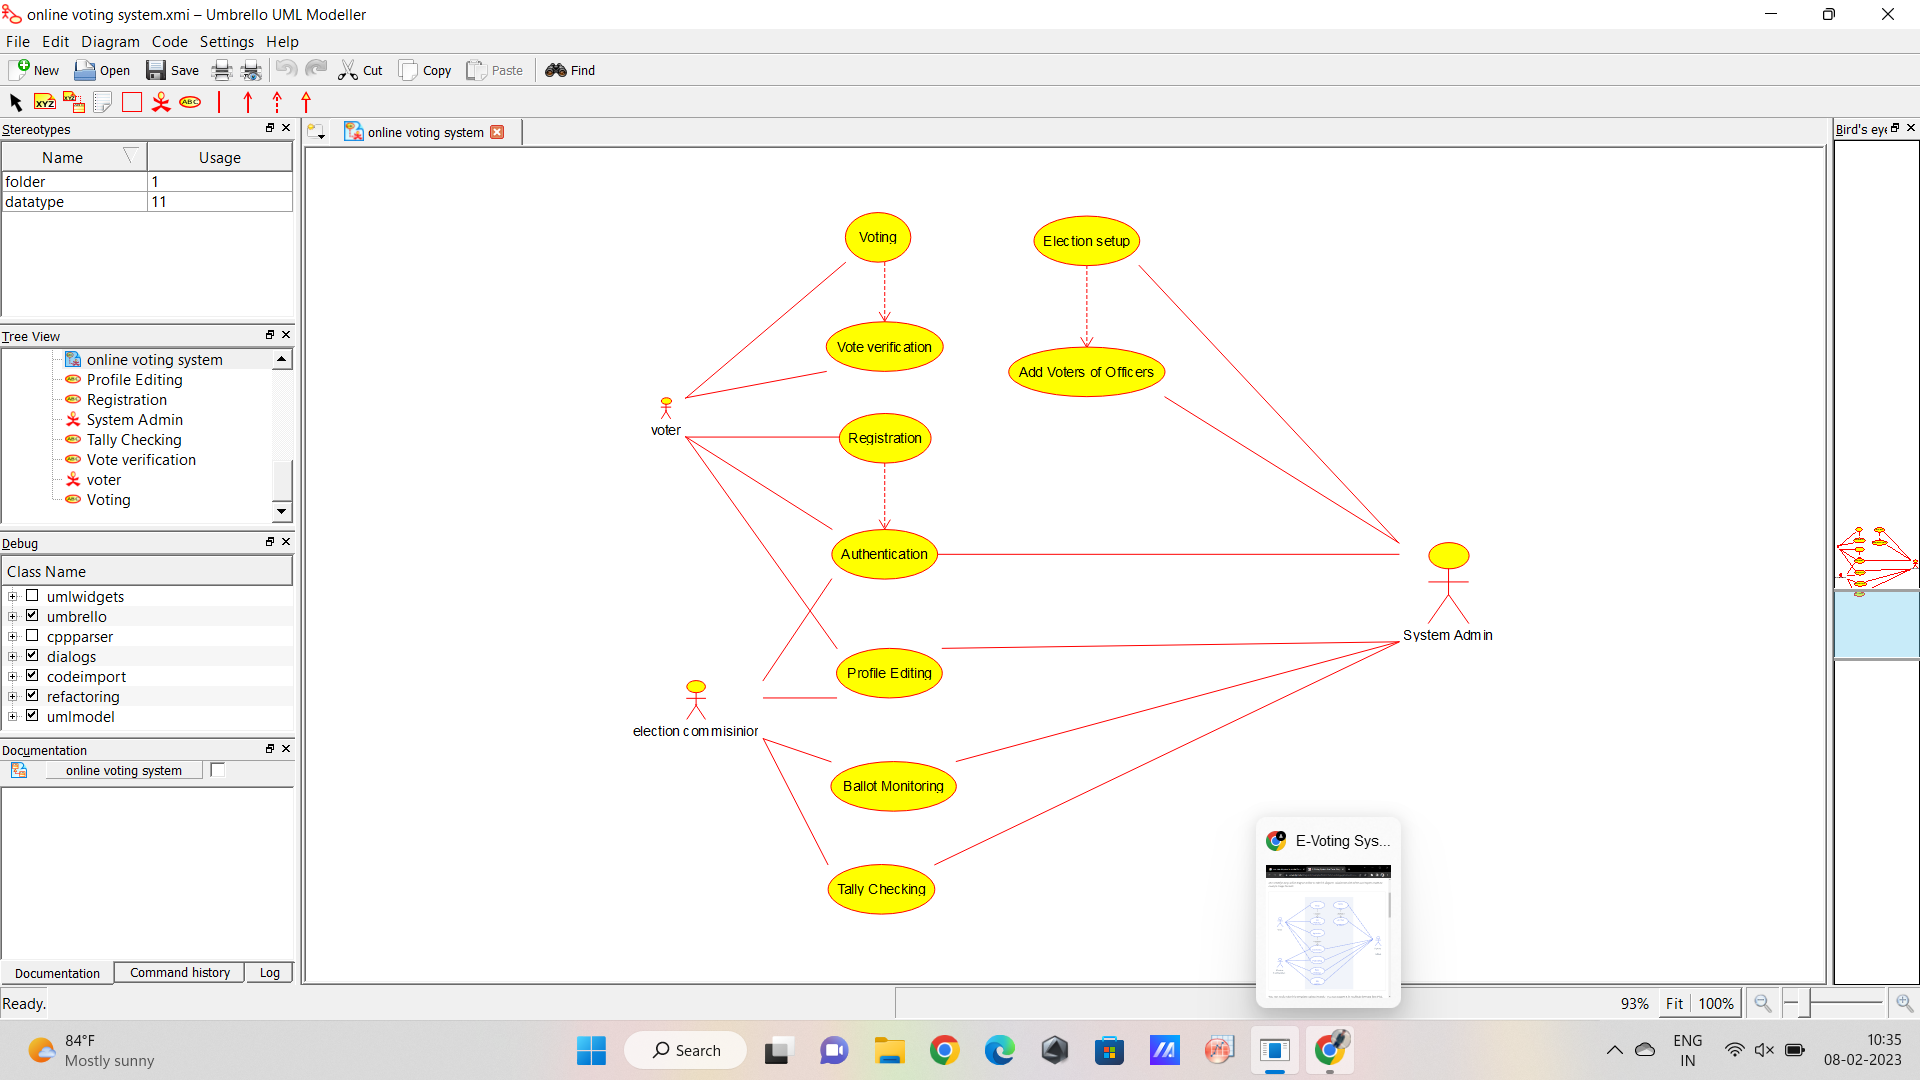 online voting system.xmi – Umbrello UML Modeller
File Edit Diagram Code Settings Help
New Open Save Cut Copy Paste Find
XYZ XYZ ABC
Stereotypes
Name Usage
folder 1
datatype 11
Tree View
online voting system
Profile Editing
Registration
System Admin
Tally Checking
Vote verification
voter
Voting
Debug
Class Name
umlwidgets
umbrello
cppparser
dialogs
codeimport
refactoring
umlmodel
Documentation
online voting system
Documentation Command history Log
Ready.
online voting system
Voting
Election setup
Vote verification
Add Voters of Officers
voter
Registration
Authentication
System Admin
Profile Editing
election commisinior
Ballot Monitoring
Tally Checking
Bird's eye
E-Voting Sys...
93% Fit 100%
84°F
Mostly sunny
Search
ENG
IN
10:35
08-02-2023